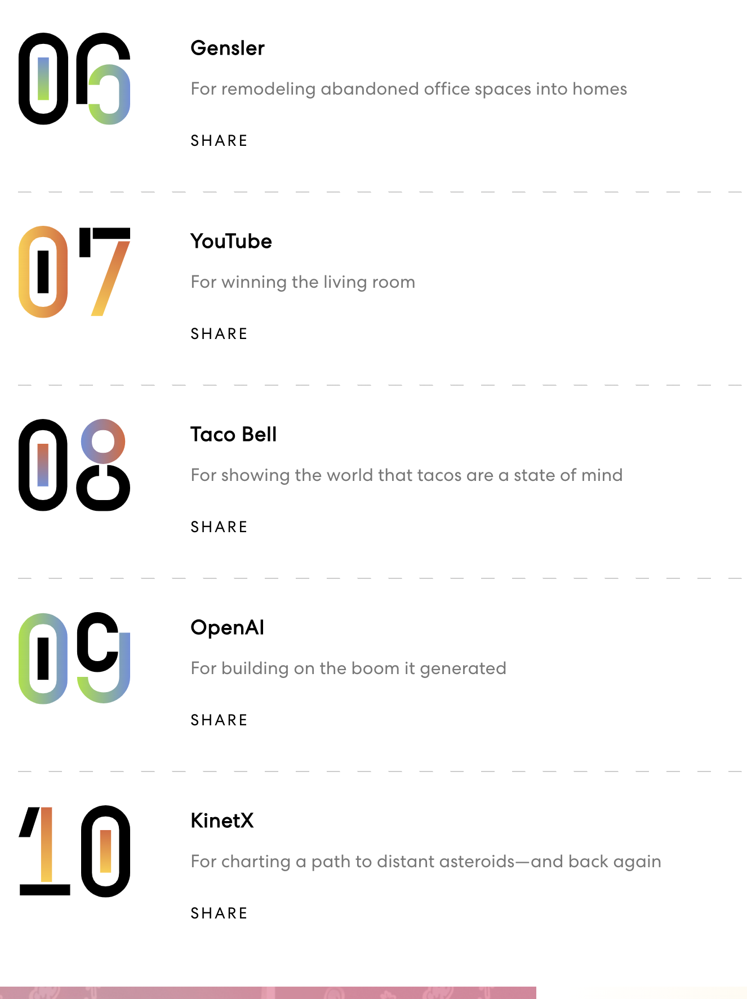 06
Gensler
For remodeling abandoned office spaces into homes
SHARE
07
YouTube
For winning the living room
SHARE
08
Taco Bell
For showing the world that tacos are a state of mind
SHARE
09
OpenAI
For building on the boom it generated
SHARE
10
KinetX
For charting a path to distant asteroids—and back again
SHARE